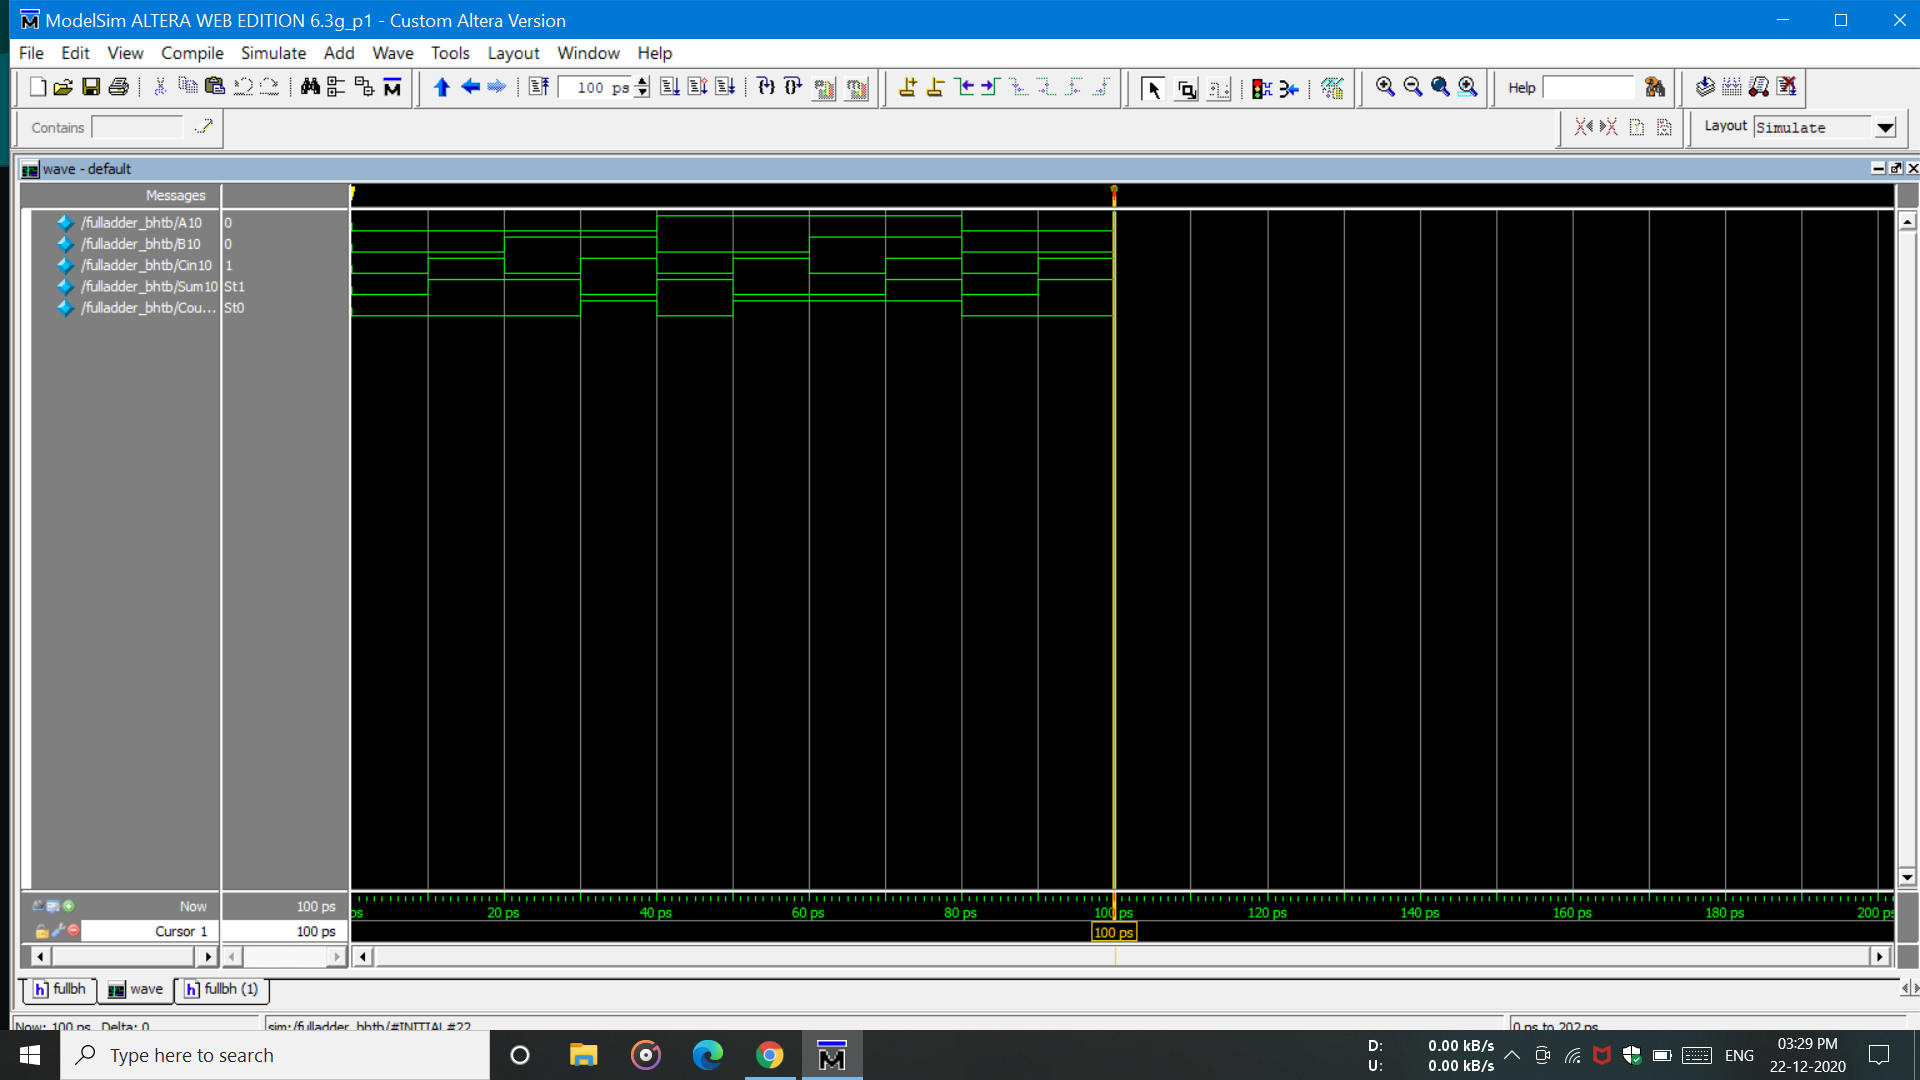 ModelSim ALTERA WEB EDITION 6.3g_p1 - Custom Altera Version
File Edit View Compile Simulate Add Wave Tools Layout Window Help
100 ps Help
Contains Layout Simulate
wave - default
Messages
/fulladder_bhtb/A10 0
/fulladder_bhtb/B10 0
/fulladder_bhtb/Cin10 1
/fulladder_bhtb/Sum10 St1
/fulladder_bhtb/Cou... St0
Now 100 ps ps 20 ps 40 ps 60 ps 80 ps 100 ps 120 ps 140 ps 160 ps 180 ps 200 ps
Cursor 1 100 ps 100 ps
fullbh wave fullbh (1)
Now: 100 ps Delta: 0 sim:/fulladder_bhtb/#INITIAL#22 0 ps to 202 ps
Type here to search
D: 0.00 kB/s
U: 0.00 kB/s
ENG
03:29 PM
22-12-2020